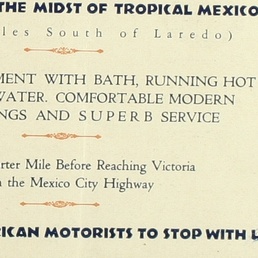 THE MIDST OF TROPICAL MEXICO
les South of Laredo)
MENT WITH BATH, RUNNING HOT
WATER. COMFORTABLE MODERN
NGS AND SUPERB SERVICE
rter Mile Before Reaching Victoria
the Mexico City Highway
ICAN MOTORISTS TO STOP WITH